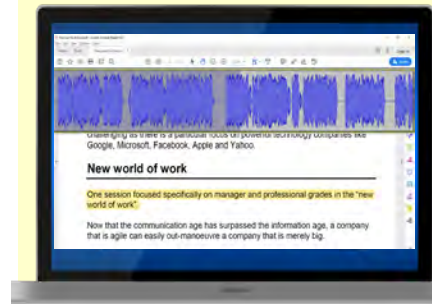 challenging as there is a particular focus on powerful technology companies like
Google, Microsoft, Facebook, Apple and Yahoo.
New world of work
One session focused specifically on manager and professional grades in the "new
world of work".
Now that the communication age has surpassed the information age, a company
that is agile can easily out-manoeuvre a company that is merely big.